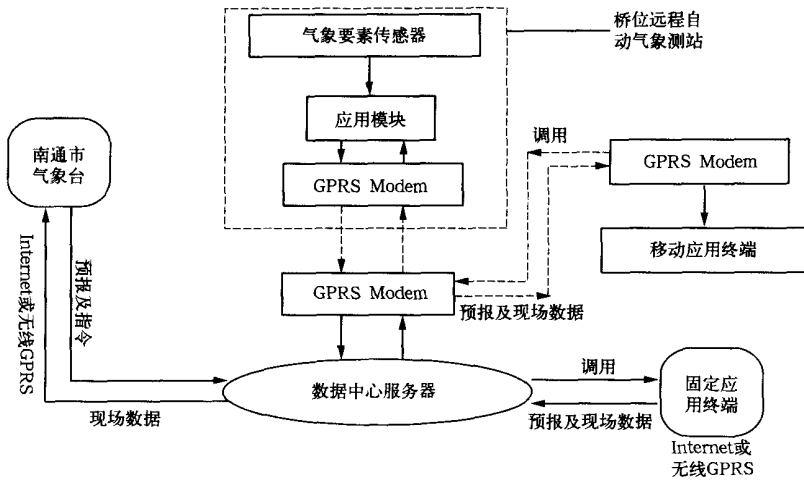 气象要素传感器
桥位远程自
动气象测站
应用模块
调用
南通市
气象台
GPRS Modem
GPRS Modem
移动应用终端
Internet或无线GPRS
预报及指令
GPRS Modem
预报及现场数据
数据中心服务器
调用
固定应
用终端
现场数据
预报及现场数据
Internet或
无线GPRS